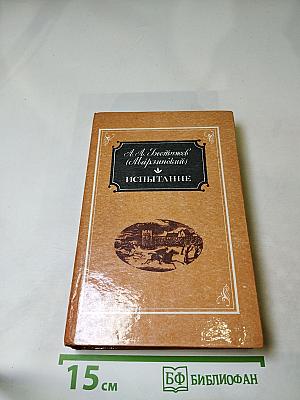 А. А. Бестужев
(Марлинский)
ИСПЫТАНИЕ
15 см
БФ БИБЛИОФАН